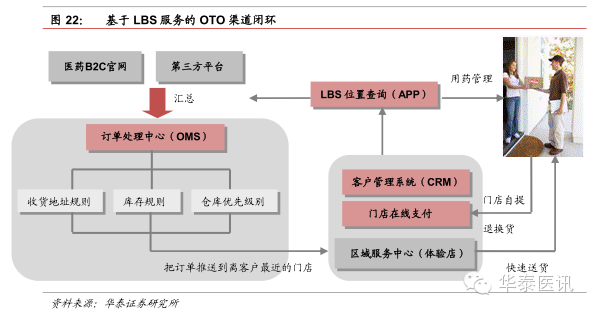 图 22： 基于 LBS 服务的 OTO 渠道闭环
医药B2C官网
第三方平台
汇总
LBS 位置查询（APP）
用药管理
订单处理中心（OMS）
收货地址规则
库存规则
仓库优先级别
客户管理系统（CRM）
门店在线支付
门店自提
退换货
区域服务中心（体验店）
把订单推送到离客户最近的门店
快速送货
华泰医讯
资料来源：华泰证券研究所